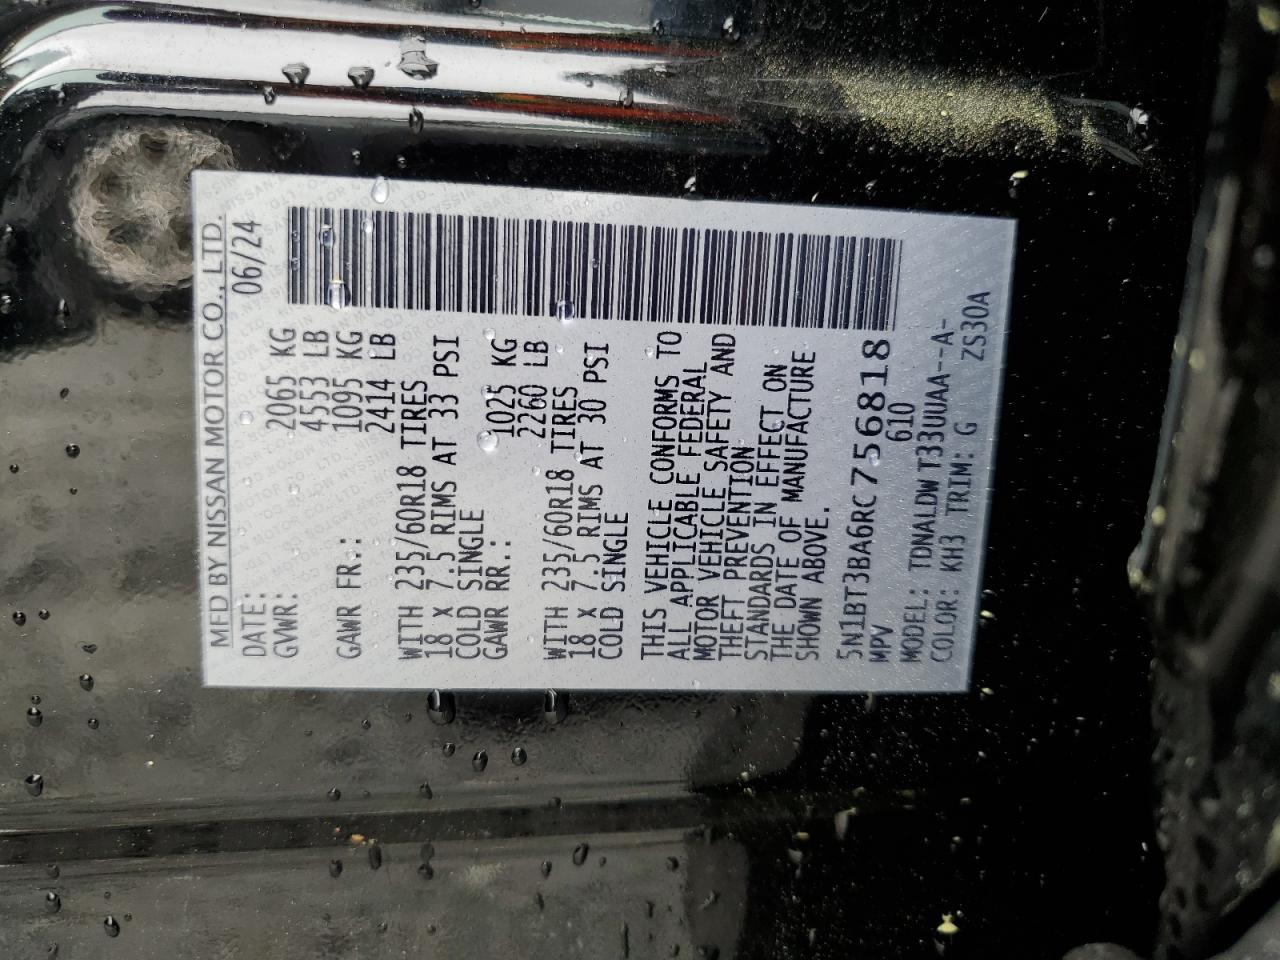 MFD BY NISSAN MOTOR CO., LTD.
DATE: 06/24
GVWR: 2065 KG
4553 LB
GAWR FR.: 1095 KG
2414 LB
WITH 235/60R18 TIRES
18 X 7.5 RIMS AT 33 PSI
COLD SINGLE
GAWR RR.: 1025 KG
2260 LB
WITH 235/60R18 TIRES
18 X 7.5 RIMS AT 30 PSI
COLD SINGLE
THIS VEHICLE CONFORMS TO
ALL APPLICABLE FEDERAL
MOTOR VEHICLE SAFETY AND
THEFT PREVENTION
STANDARDS IN EFFECT ON
THE DATE OF MANUFACTURE
SHOWN ABOVE.
5N1BT3BA6RC756818
MPV 610
MODEL: TDNALDW T33UUAA--A-
COLOR: KH3 TRIM: G ZS30A